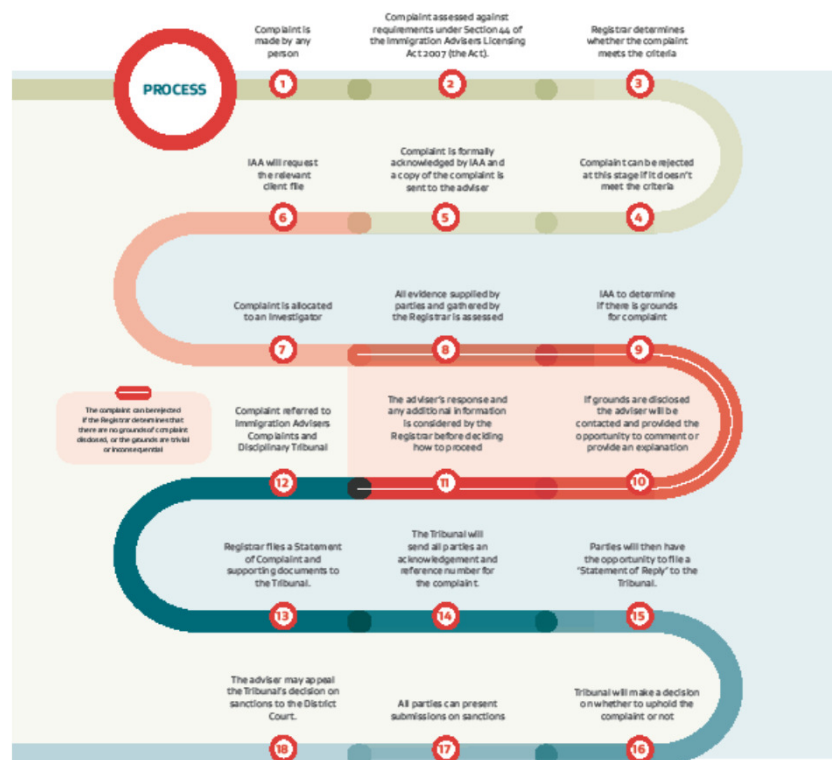 PROCESS
Complaint is
made by any
person
1
Complaint assessed against
requirements under Section 44 of
the Immigration Advisers Licensing
Act 2007 (the Act).
2
Registrar determines
whether the complaint
meets the criteria
3
Complaint can be rejected
at this stage if it doesn't
meet the criteria
4
Complaint is formally
acknowledged by IAA and
a copy of the complaint is
sent to the adviser
5
IAA will request
the relevant
client file
6
Complaint is allocated
to an Investigator
7
All evidence supplied by
parties and gathered by
the Registrar is assessed
8
IAA to determine
if there is grounds
for complaint
9
If grounds are disclosed
the adviser will be
contacted and provided the
opportunity to comment or
provide an explanation
10
The adviser's response and
any additional information
is considered by the
Registrar before deciding
how to proceed
11
The complaint can be rejected
if the Registrar determines that
there are no grounds of complaint
disclosed, or the grounds are trivial
or inconsequential
Complaint referred to
Immigration Advisers
Complaints and
Disciplinary Tribunal
12
Registrar files a Statement
of Complaint and
supporting documents to
the Tribunal.
13
The Tribunal will
send all parties an
acknowledgement and
reference number for
the complaint.
14
Parties will then have
the opportunity to file a
'Statement of Reply' to the
Tribunal.
15
Tribunal will make a decision
on whether to uphold the
complaint or not
16
All parties can present
submissions on sanctions
17
The adviser may appeal
the Tribunal's decision on
sanctions to the District
Court.
18